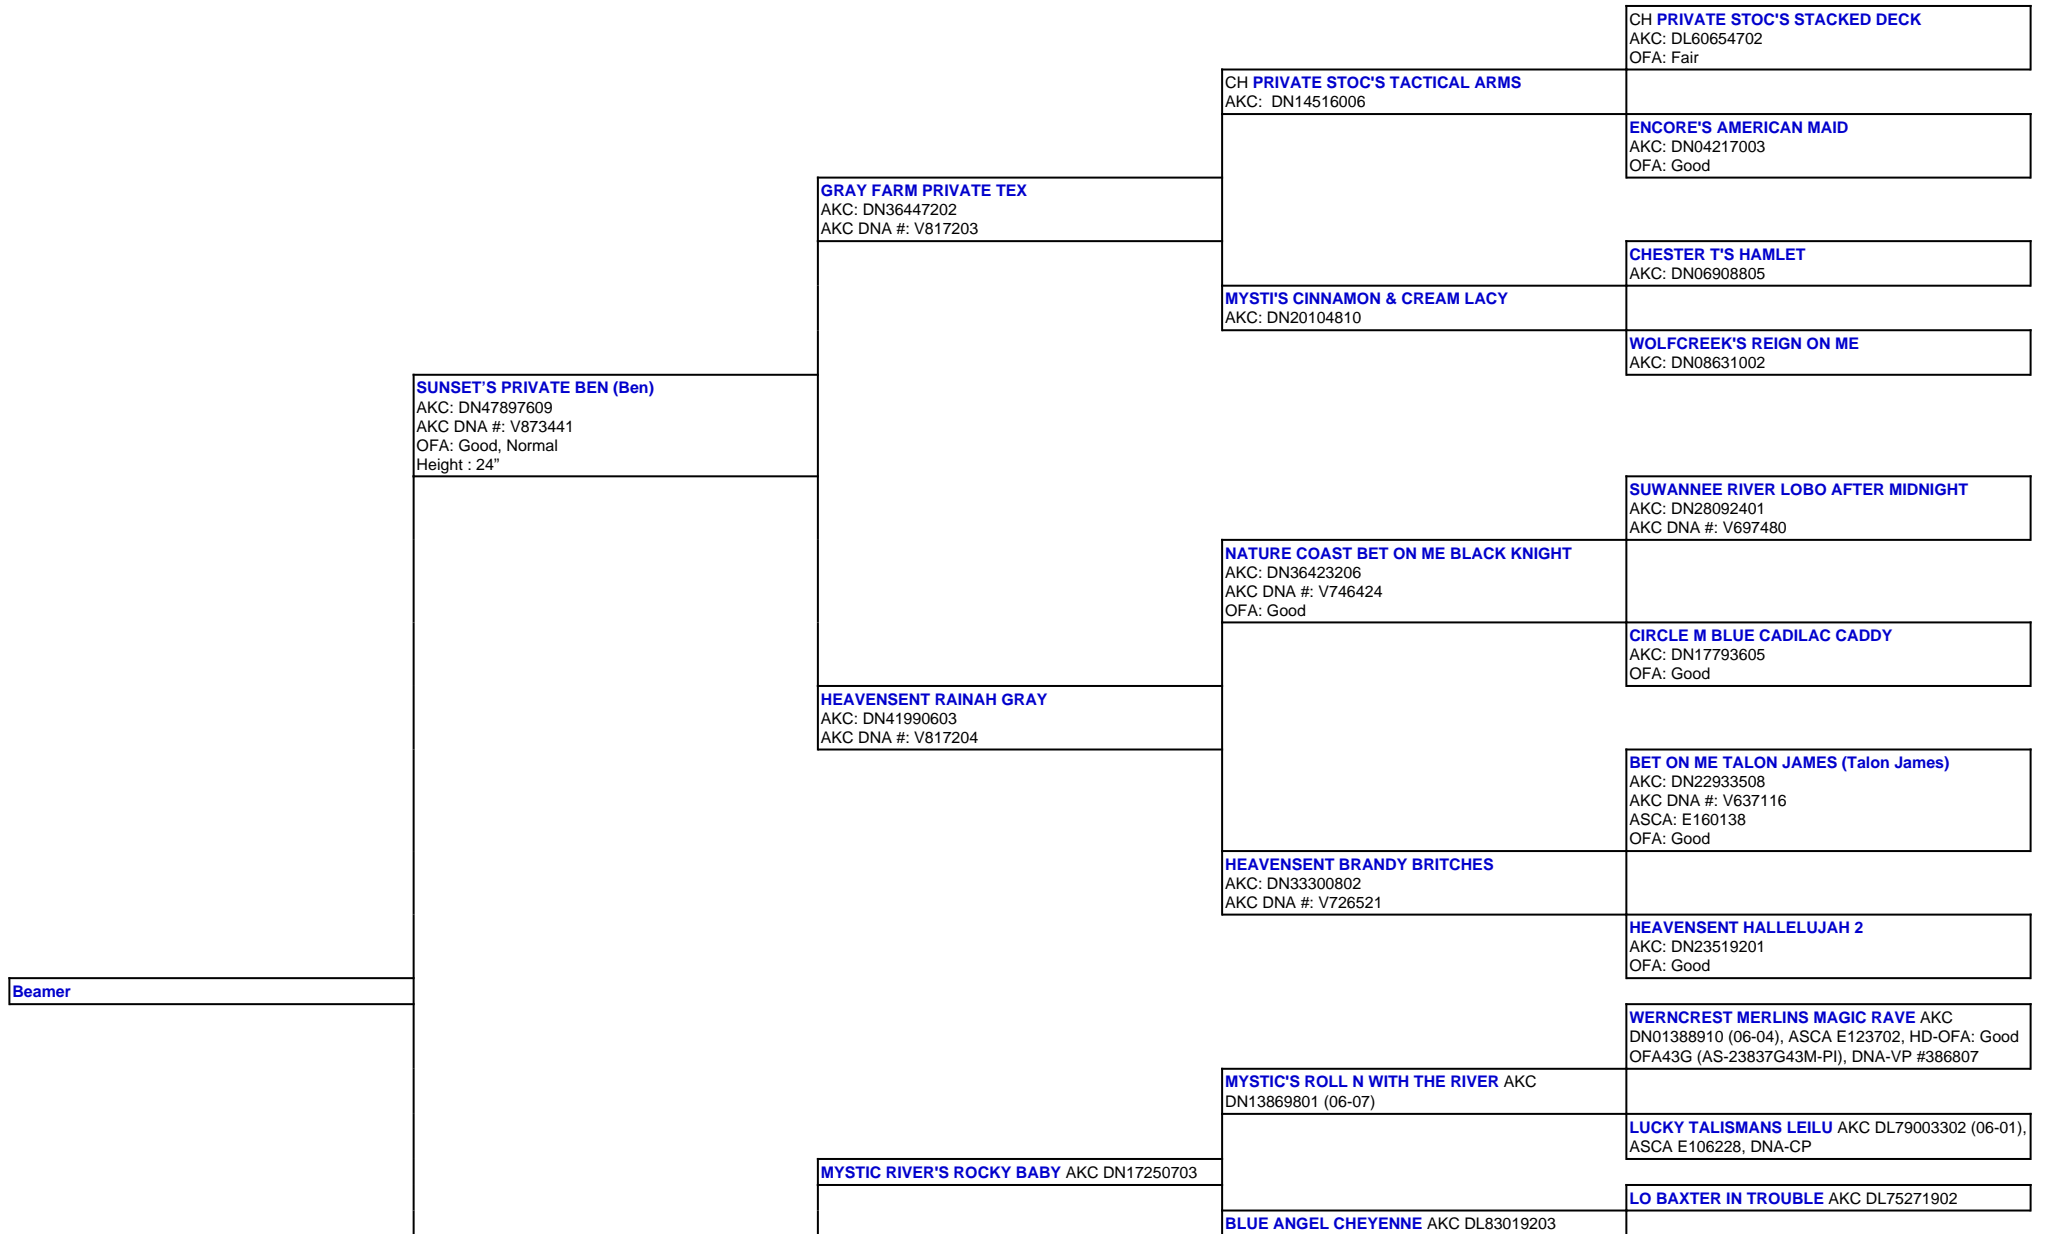 CH PRIVATE STOC'S STACKED DECK
AKC: DL60654702
OFA: Fair
CH PRIVATE STOC'S TACTICAL ARMS
AKC:  DN14516006
ENCORE'S AMERICAN MAID
AKC: DN04217003
OFA: Good
GRAY FARM PRIVATE TEX
AKC: DN36447202
AKC DNA #: V817203
CHESTER T'S HAMLET
AKC: DN06908805
MYSTI'S CINNAMON & CREAM LACY
AKC: DN20104810
WOLFCREEK'S REIGN ON ME
AKC: DN08631002
SUNSET’S PRIVATE BEN (Ben)
AKC: DN47897609
AKC DNA #: V873441
OFA: Good, Normal
Height : 24”
SUWANNEE RIVER LOBO AFTER MIDNIGHT
AKC: DN28092401
AKC DNA #: V697480
NATURE COAST BET ON ME BLACK KNIGHT
AKC: DN36423206
AKC DNA #: V746424
OFA: Good
CIRCLE M BLUE CADILAC CADDY
AKC: DN17793605
OFA: Good
HEAVENSENT RAINAH GRAY
AKC: DN41990603
AKC DNA #: V817204
BET ON ME TALON JAMES (Talon James)
AKC: DN22933508
AKC DNA #: V637116
ASCA: E160138
OFA: Good
HEAVENSENT BRANDY BRITCHES
AKC: DN33300802
AKC DNA #: V726521
HEAVENSENT HALLELUJAH 2
AKC: DN23519201
OFA: Good
Beamer
WERNCREST MERLINS MAGIC RAVE AKC
DN01388910 (06-04), ASCA E123702, HD-OFA: Good
OFA43G (AS-23837G43M-PI), DNA-VP #386807
MYSTIC'S ROLL N WITH THE RIVER AKC
DN13869801 (06-07)
LUCKY TALISMANS LEILU AKC DL79003302 (06-01),
ASCA E106228, DNA-CP
MYSTIC RIVER'S ROCKY BABY AKC DN17250703
LO BAXTER IN TROUBLE AKC DL75271902
BLUE ANGEL CHEYENNE AKC DL83019203